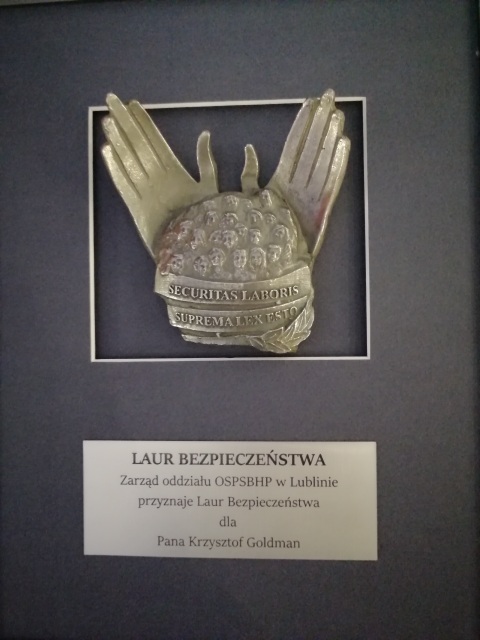 SECURITAS LABORIS
SUPREMA LEX ESTO
LAUR BEZPIECZEŃSTWA
Zarząd oddziału OSPSBHP w Lublinie
przyznaje Laur Bezpieczeństwa
dla
Pana Krzysztof Goldman